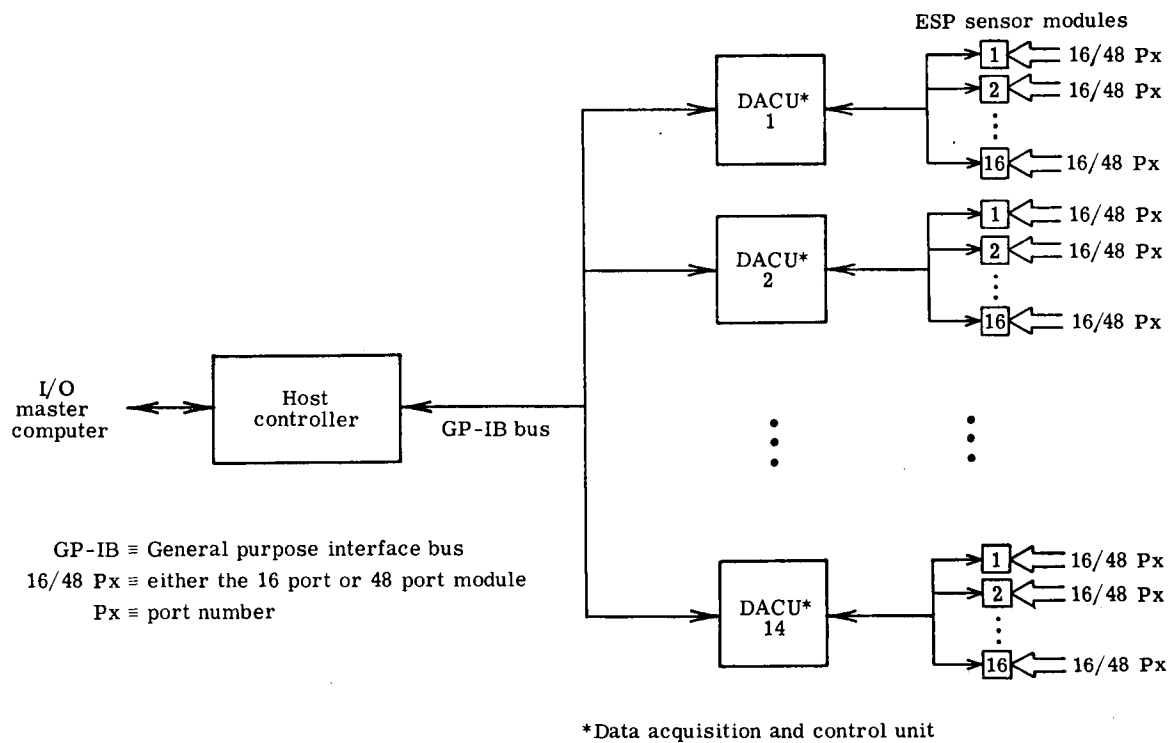 ESP sensor modules
DACU*
1
1
16/48 Px
2
16/48 Px
16
16/48 Px
DACU*
2
1
16/48 Px
2
16/48 Px
16
16/48 Px
I/O
master
computer
Host
controller
GP-IB bus
GP-IB ≡ General purpose interface bus
16/48 Px ≡ either the 16 port or 48 port module
Px ≡ port number
DACU*
14
1
16/48 Px
2
16/48 Px
16
16/48 Px
*Data acquisition and control unit